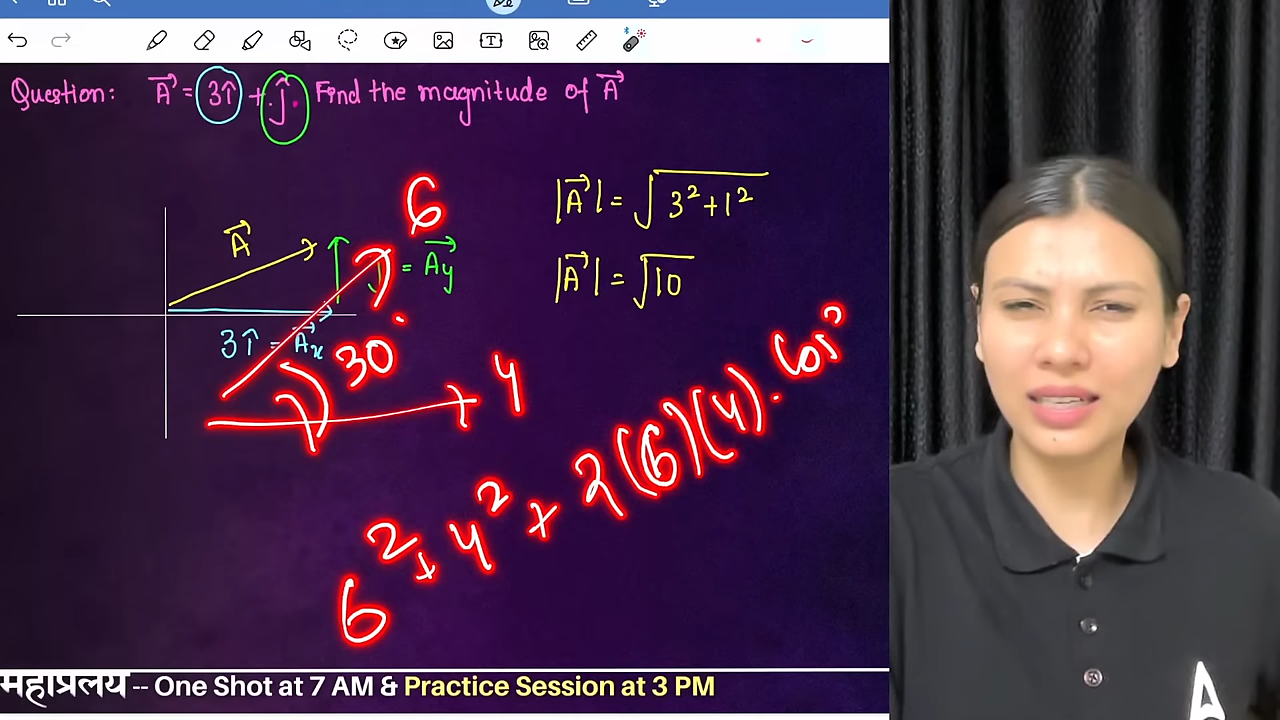 Question: A⃗ = 3î + ĵ. Find the magnitude of A⃗
|A⃗| = √3²+1²
|A⃗| = √10
A⃗
ĵ = A⃗y
3î = A⃗x
6
30°
4
6² + 4² + 2(6)(4). Cos
महाप्रलय -- One Shot at 7 AM & Practice Session at 3 PM